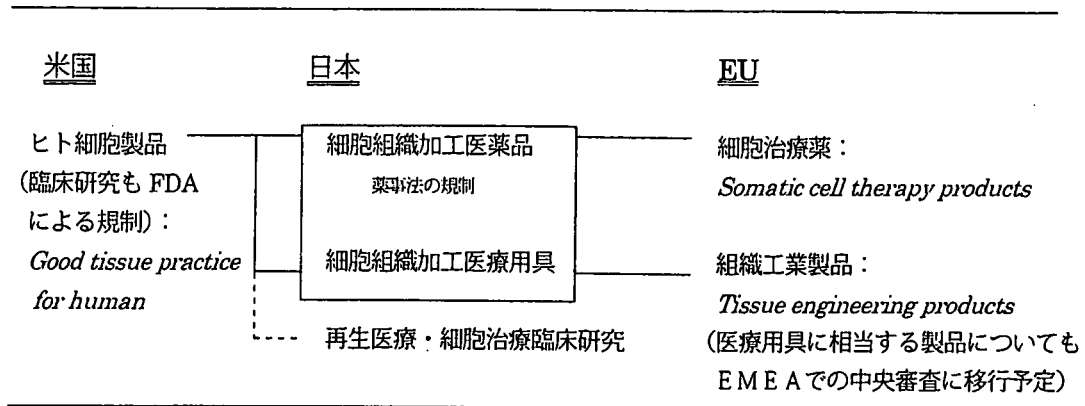 米国
日本
EU
ヒト細胞製品
(臨床研究も FDA
による規制):
Good tissue practice
for human
細胞組織加工医薬品
薬事法の規制
細胞組織加工医療用具
再生医療・細胞治療臨床研究
細胞治療薬:
Somatic cell therapy products
組織工業製品:
Tissue engineering products
(医療用具に相当する製品についても
EMEAでの中央審査に移行予定)